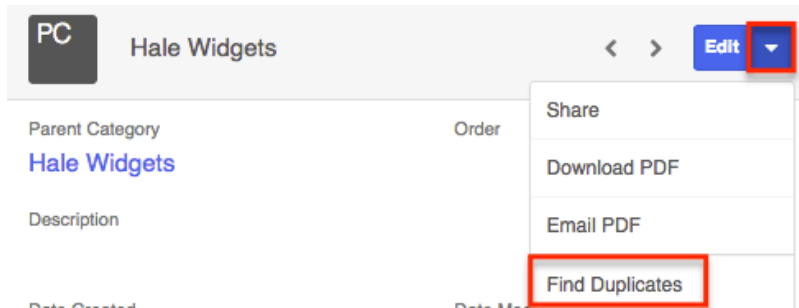 PC
Hale Widgets
Edit
Share
Parent Category
Order
Hale Widgets
Download PDF
Description
Email PDF
Find Duplicates